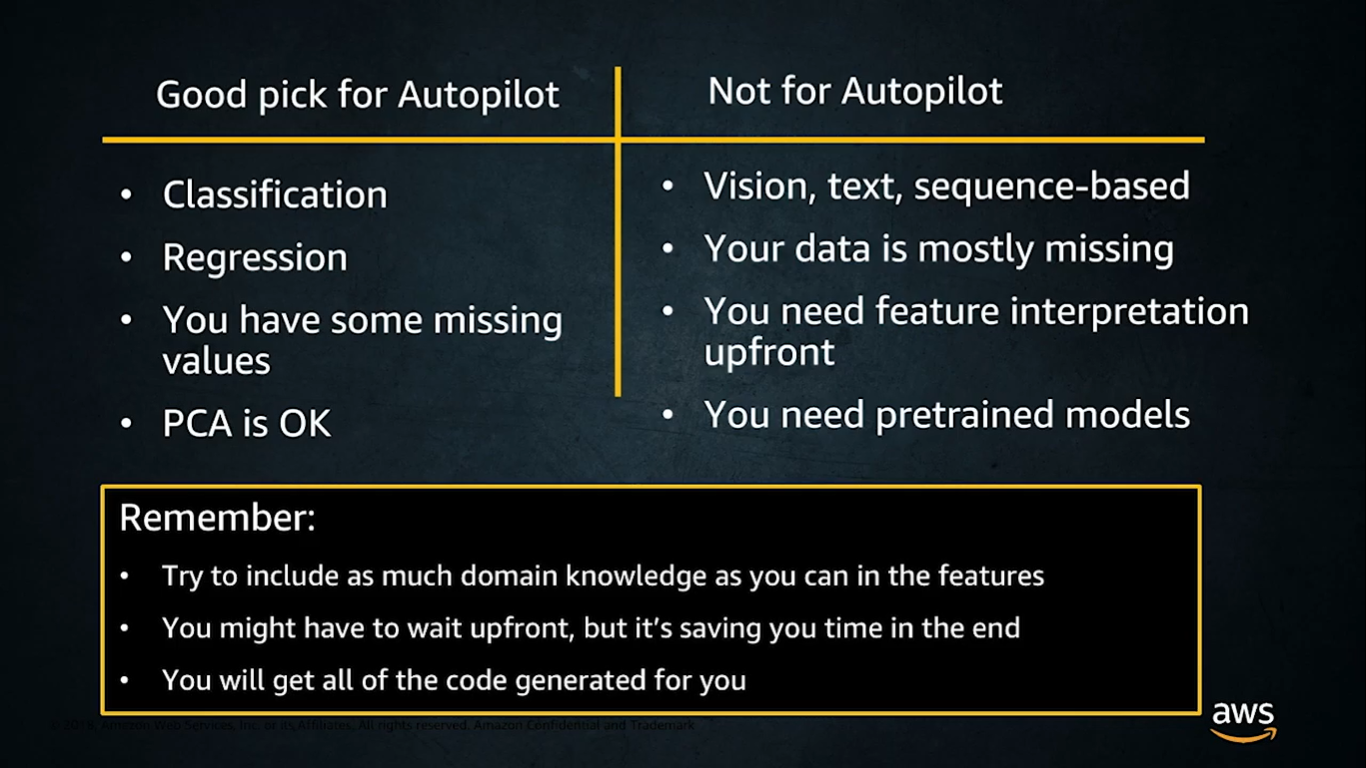 Good pick for Autopilot
Not for Autopilot
• Classification
• Regression
• You have some missing
values
• PCA is OK
• Vision, text, sequence-based
• Your data is mostly missing
• You need feature interpretation
upfront
• You need pretrained models
Remember:
• Try to include as much domain knowledge as you can in the features
• You might have to wait upfront, but it’s saving you time in the end
• You will get all of the code generated for you
Amazon Web Services, Inc. or its Affiliates. All rights reserved. Amazon Confidential and Trademark
aws